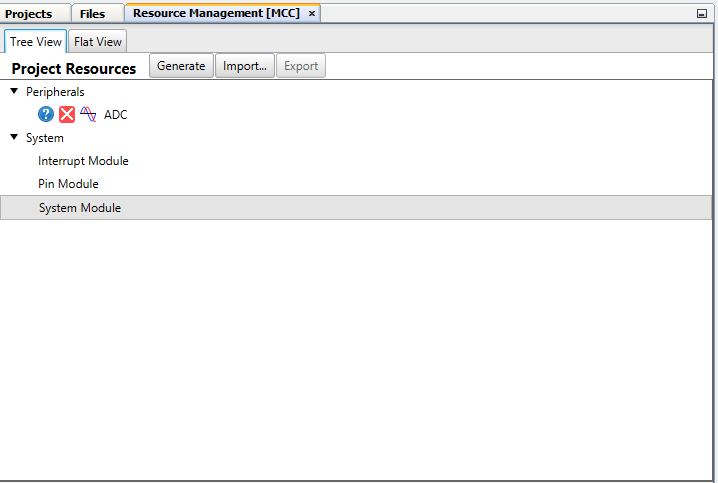 Projects Files Resource Management [MCC] ×
Tree View Flat View
Project Resources Generate Import... Export
Peripherals
? ADC
System
Interrupt Module
Pin Module
System Module